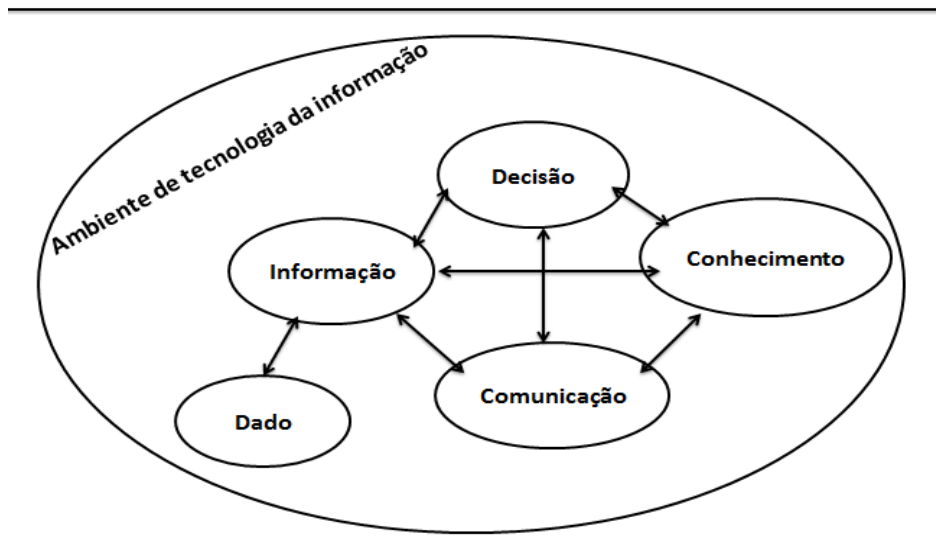 Ambiente de tecnologia da informação
Decisão
Informação
Conhecimento
Comunicação
Dado